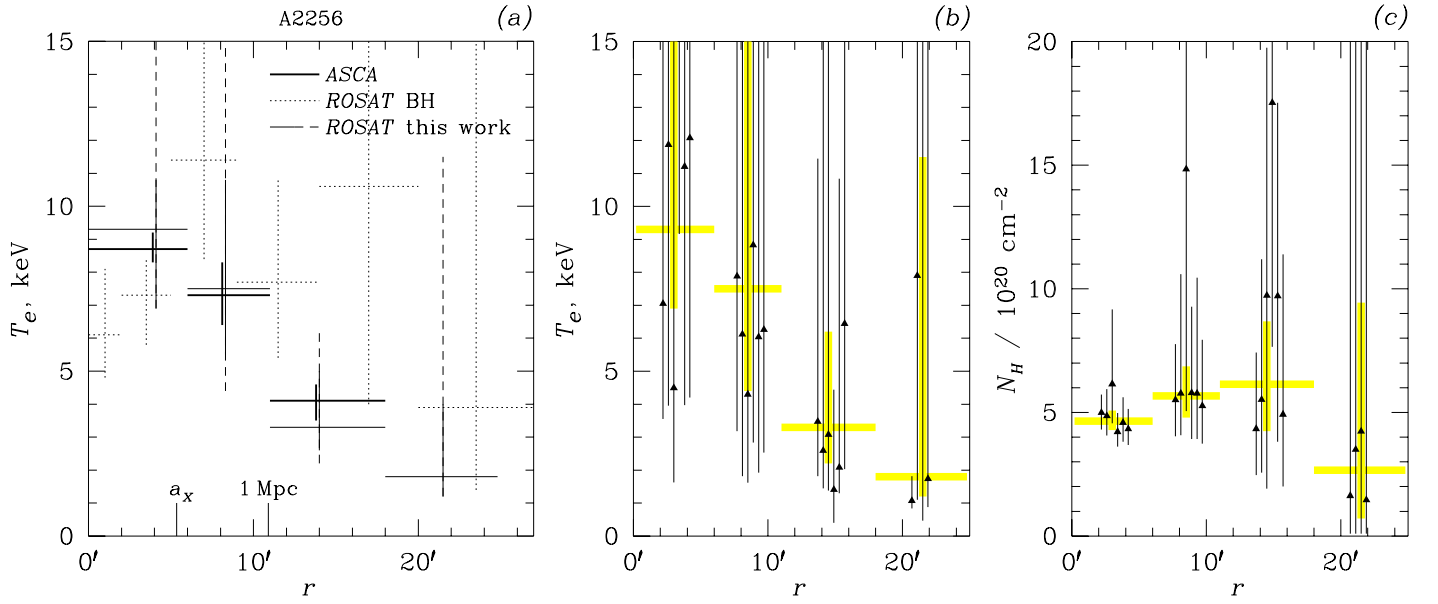 A2256
(a)
ASCA
ROSAT BH
ROSAT this work
15
10
5
0
T_e, keV
a_x
1 Mpc
0′
10′
20′
r
(b)
15
10
5
0
T_e, keV
0′
10′
20′
r
(c)
20
15
10
5
0
N_H / 10^20 cm^−2
0′
10′
20′
r